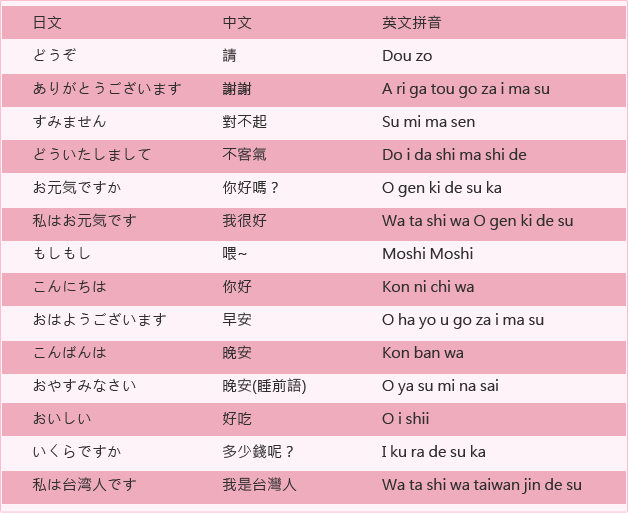 日文 中文 英文拼音
どうぞ 請 Dou zo
ありがとうございます 謝謝 A ri ga tou go za i ma su
すみません 對不起 Su mi ma sen
どういたしまして 不客氣 Do i da shi ma shi de
お元気ですか 你好嗎？ O gen ki de su ka
私はお元気です 我很好 Wa ta shi wa O gen ki de su
もしもし 喂~ Moshi Moshi
こんにちは 你好 Kon ni chi wa
おはようございます 早安 O ha yo u go za i ma su
こんばんは 晚安 Kon ban wa
おやすみなさい 晚安(睡前語) O ya su mi na sai
おいしい 好吃 O i shii
いくらですか 多少錢呢？ I ku ra de su ka
私は台湾人です 我是台灣人 Wa ta shi wa taiwan jin de su